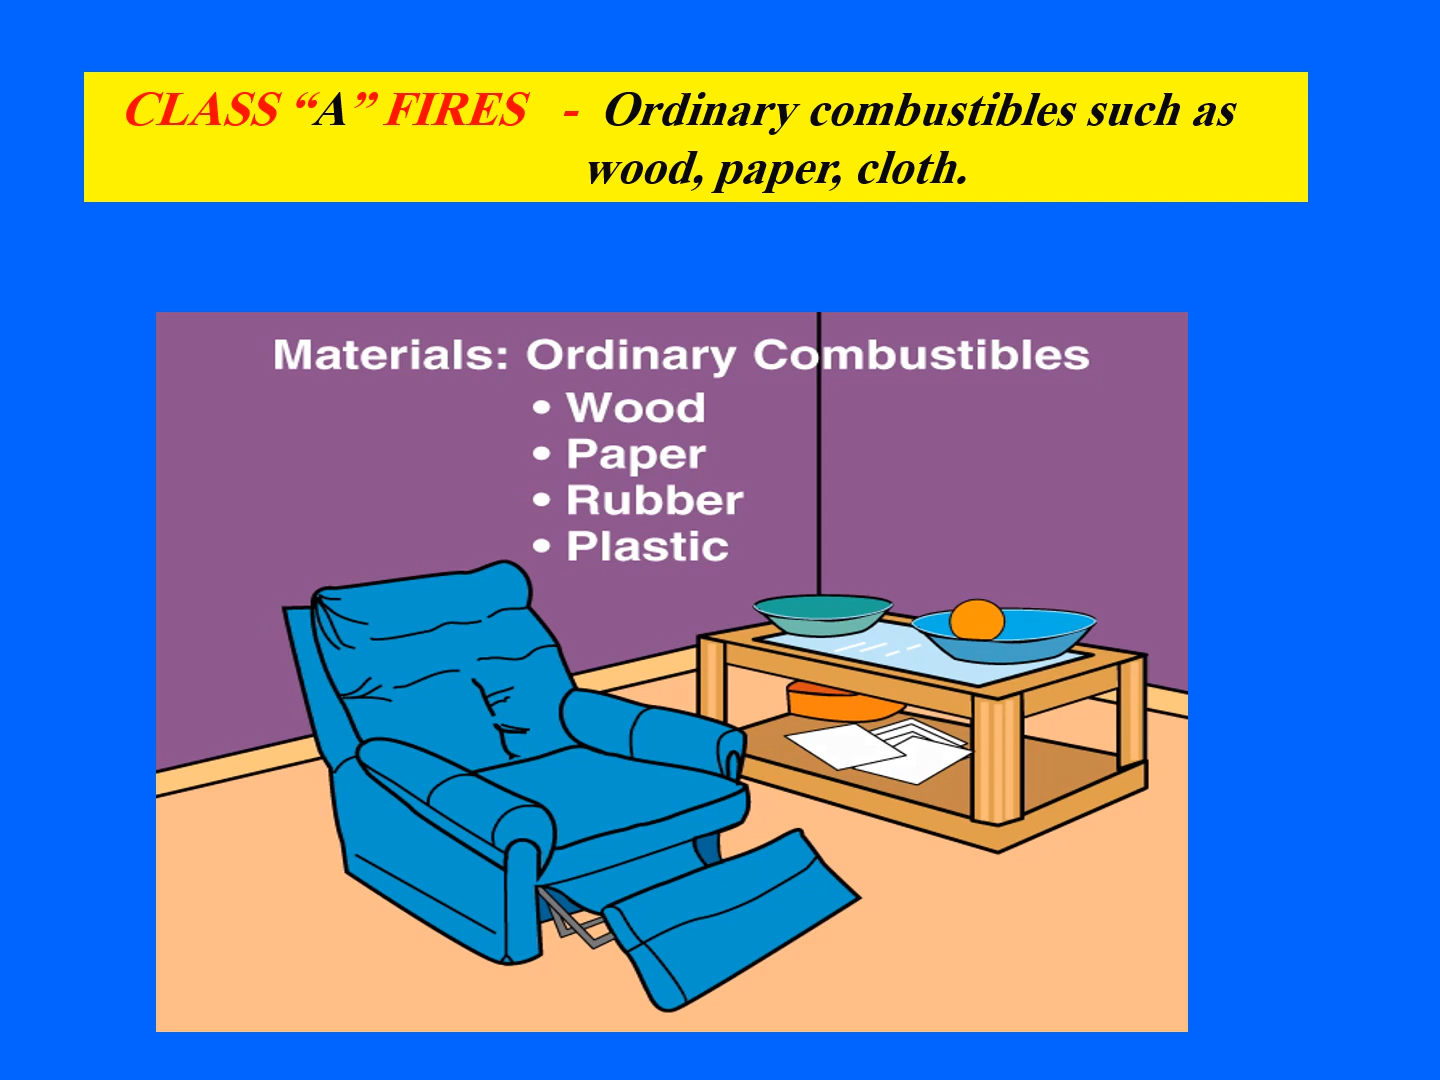 CLASS “A” FIRES - Ordinary combustibles such as
wood, paper, cloth.
Materials: Ordinary Combustibles
• Wood
• Paper
• Rubber
• Plastic